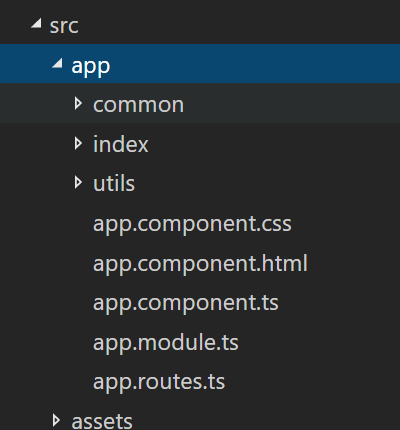 src
app
common
index
utils
app.component.css
app.component.html
app.component.ts
app.module.ts
app.routes.ts
assets